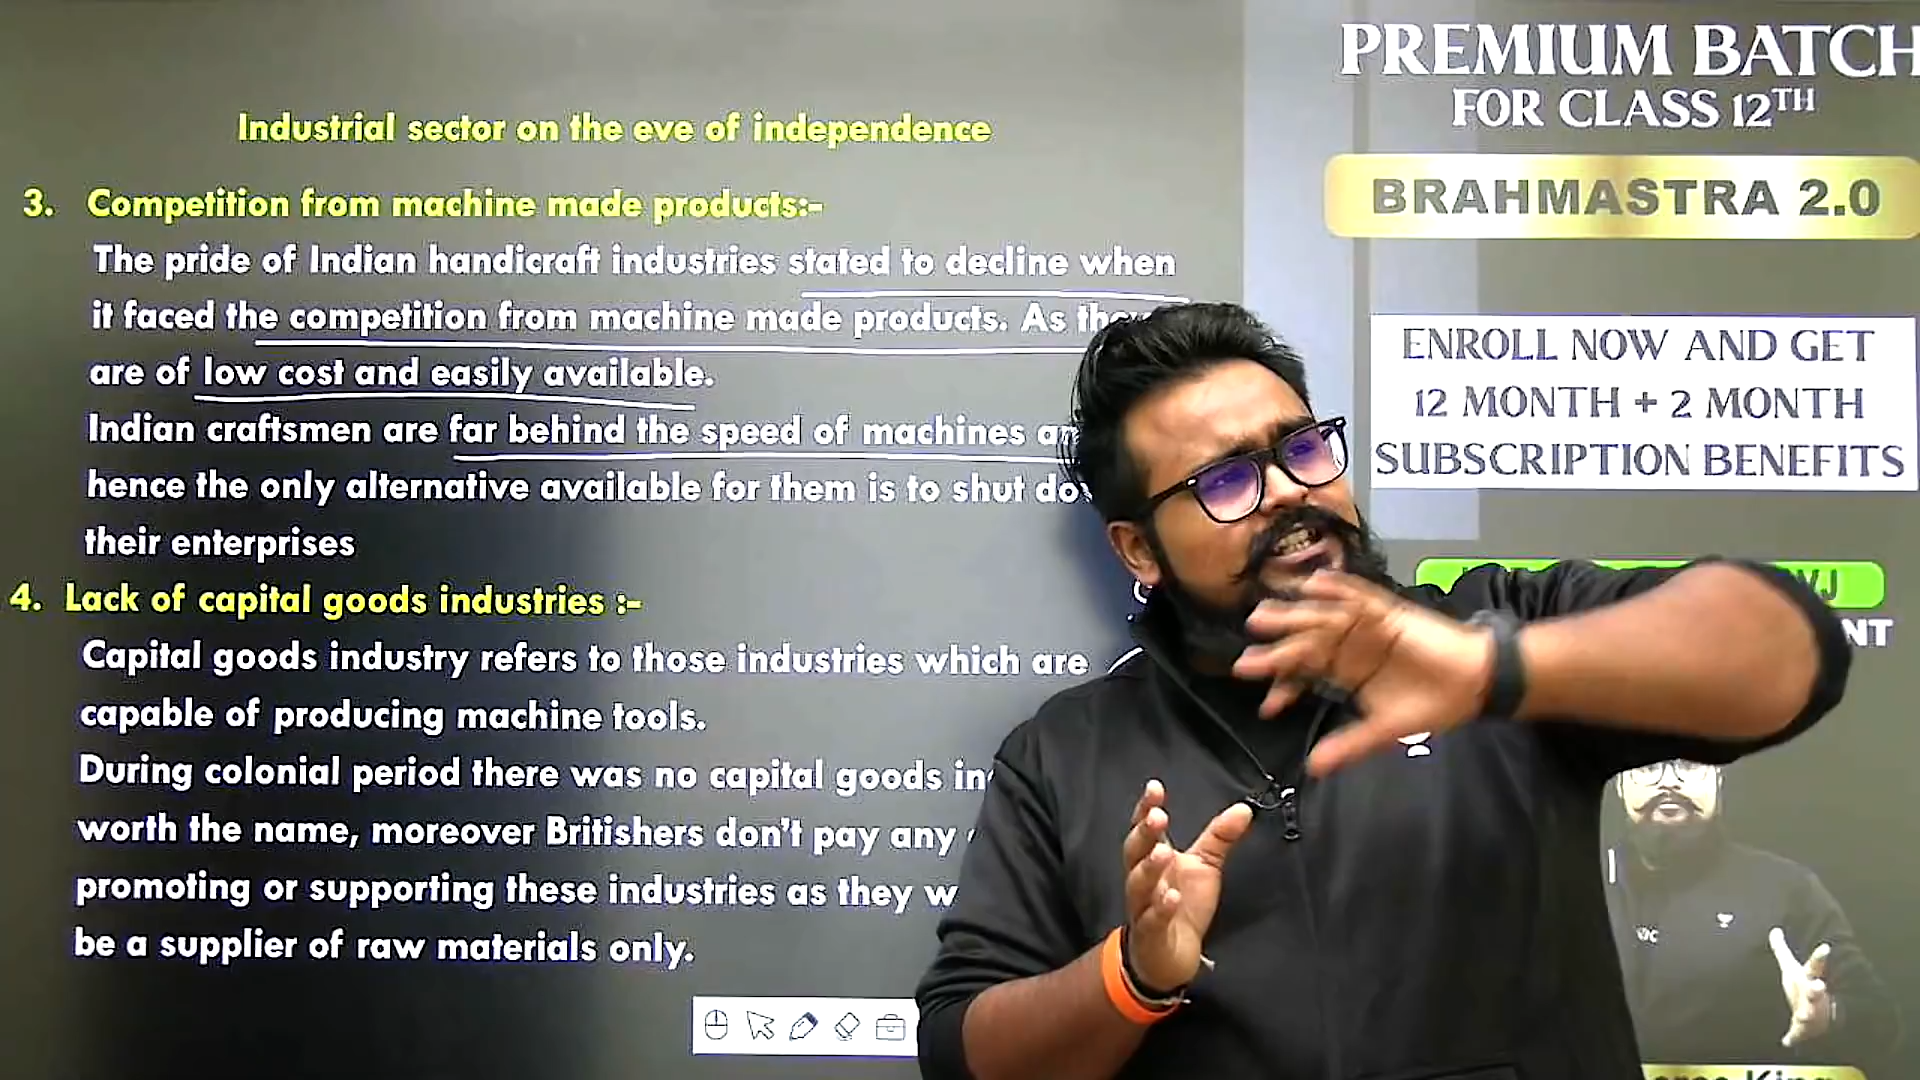 Industrial sector on the eve of independence
3. Competition from machine made products:-
The pride of Indian handicraft industries stated to decline when
it faced the competition from machine made products. As they
are of low cost and easily available.
Indian craftsmen are far behind the speed of machines
hence the only alternative available for them is to shut
their enterprises
4. Lack of capital goods industries :-
Capital goods industry refers to those industries which are
capable of producing machine tools.
During colonial period there was no capital goods
worth the name, moreover Britishers don't pay any
promoting or supporting these industries as they
be a supplier of raw materials only.
PREMIUM BATCH
FOR CLASS 12TH
BRAHMASTRA 2.0
ENROLL NOW AND GET
12 MONTH + 2 MONTH
SUBSCRIPTION BENEFITS